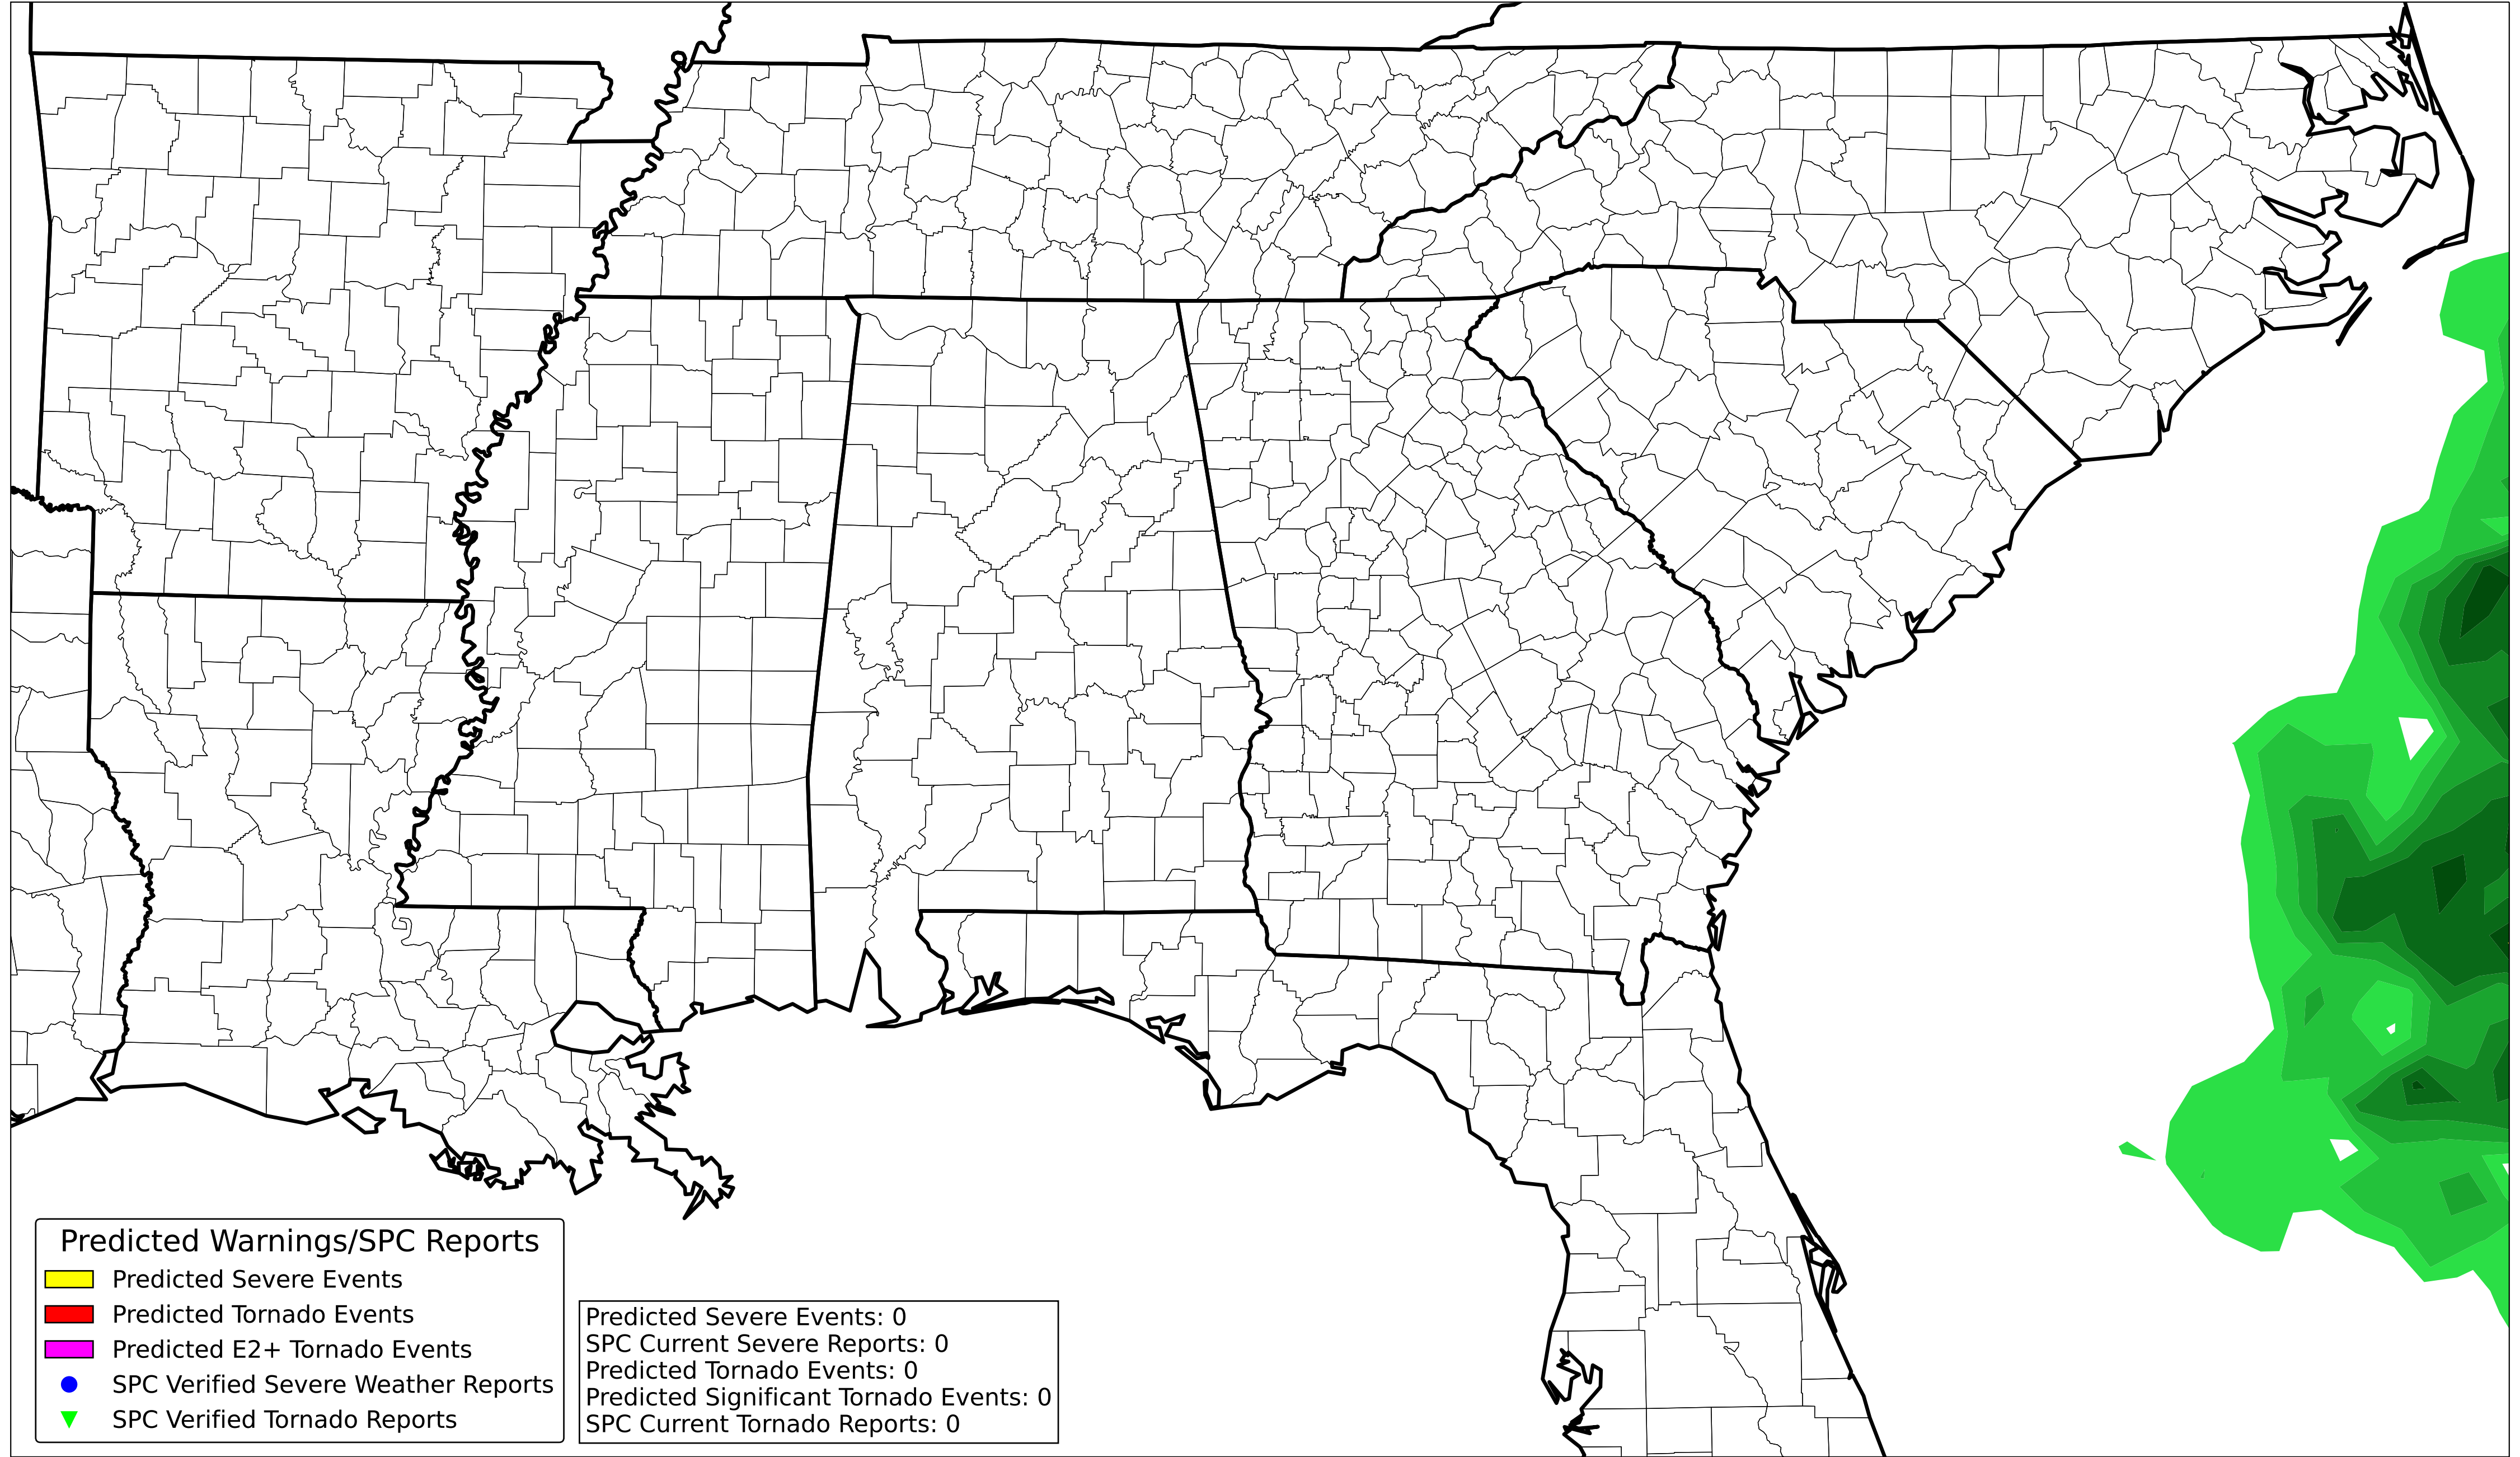 Predicted Warnings/SPC Reports
Predicted Severe Events
Predicted Tornado Events
Predicted E2+ Tornado Events
SPC Verified Severe Weather Reports
SPC Verified Tornado Reports
Predicted Severe Events: 0
SPC Current Severe Reports: 0
Predicted Tornado Events: 0
Predicted Significant Tornado Events: 0
SPC Current Tornado Reports: 0